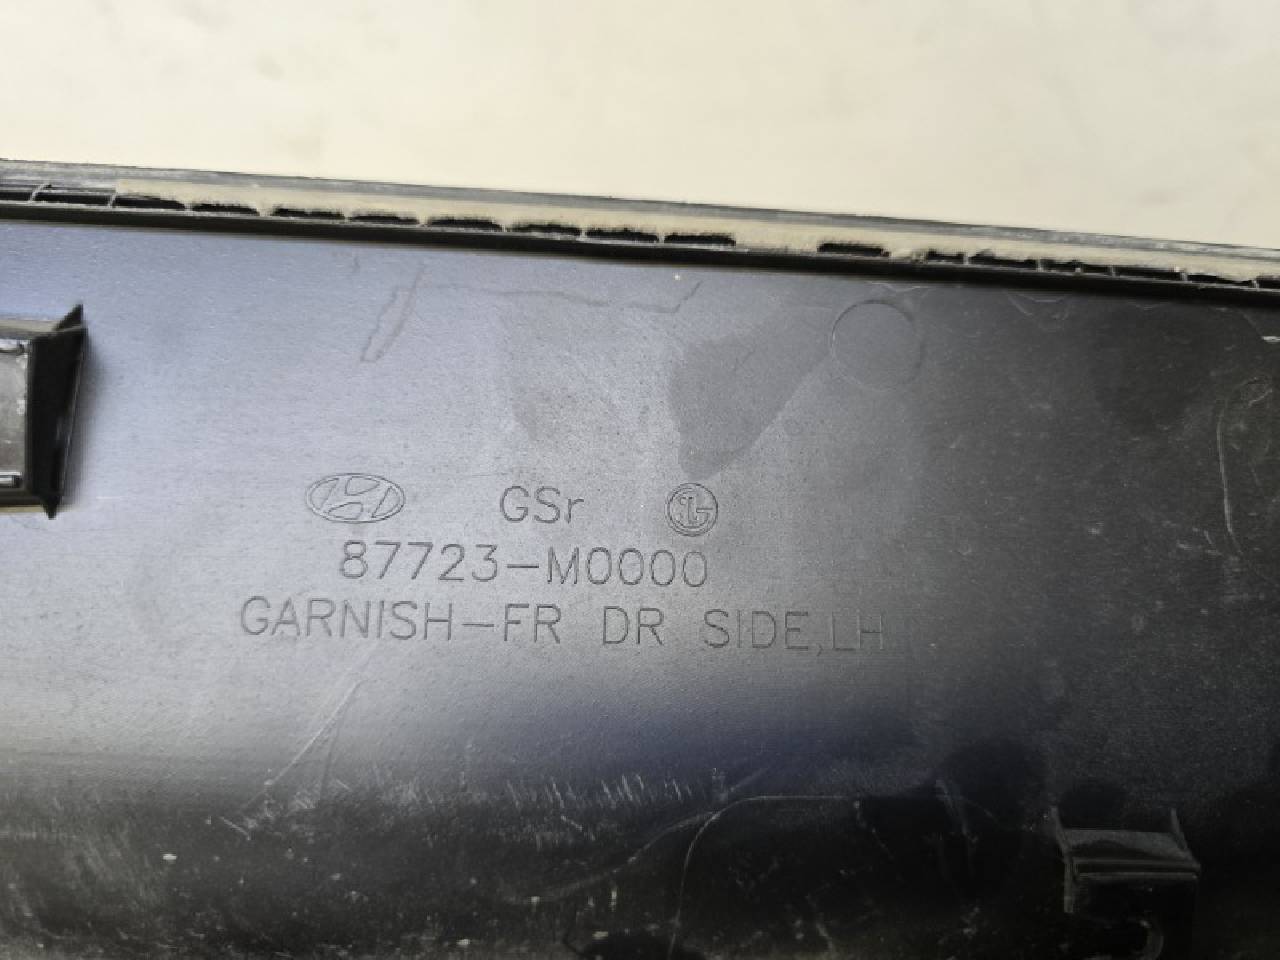 GSr
87723-M0000
GARNISH-FR DR SIDE,LH